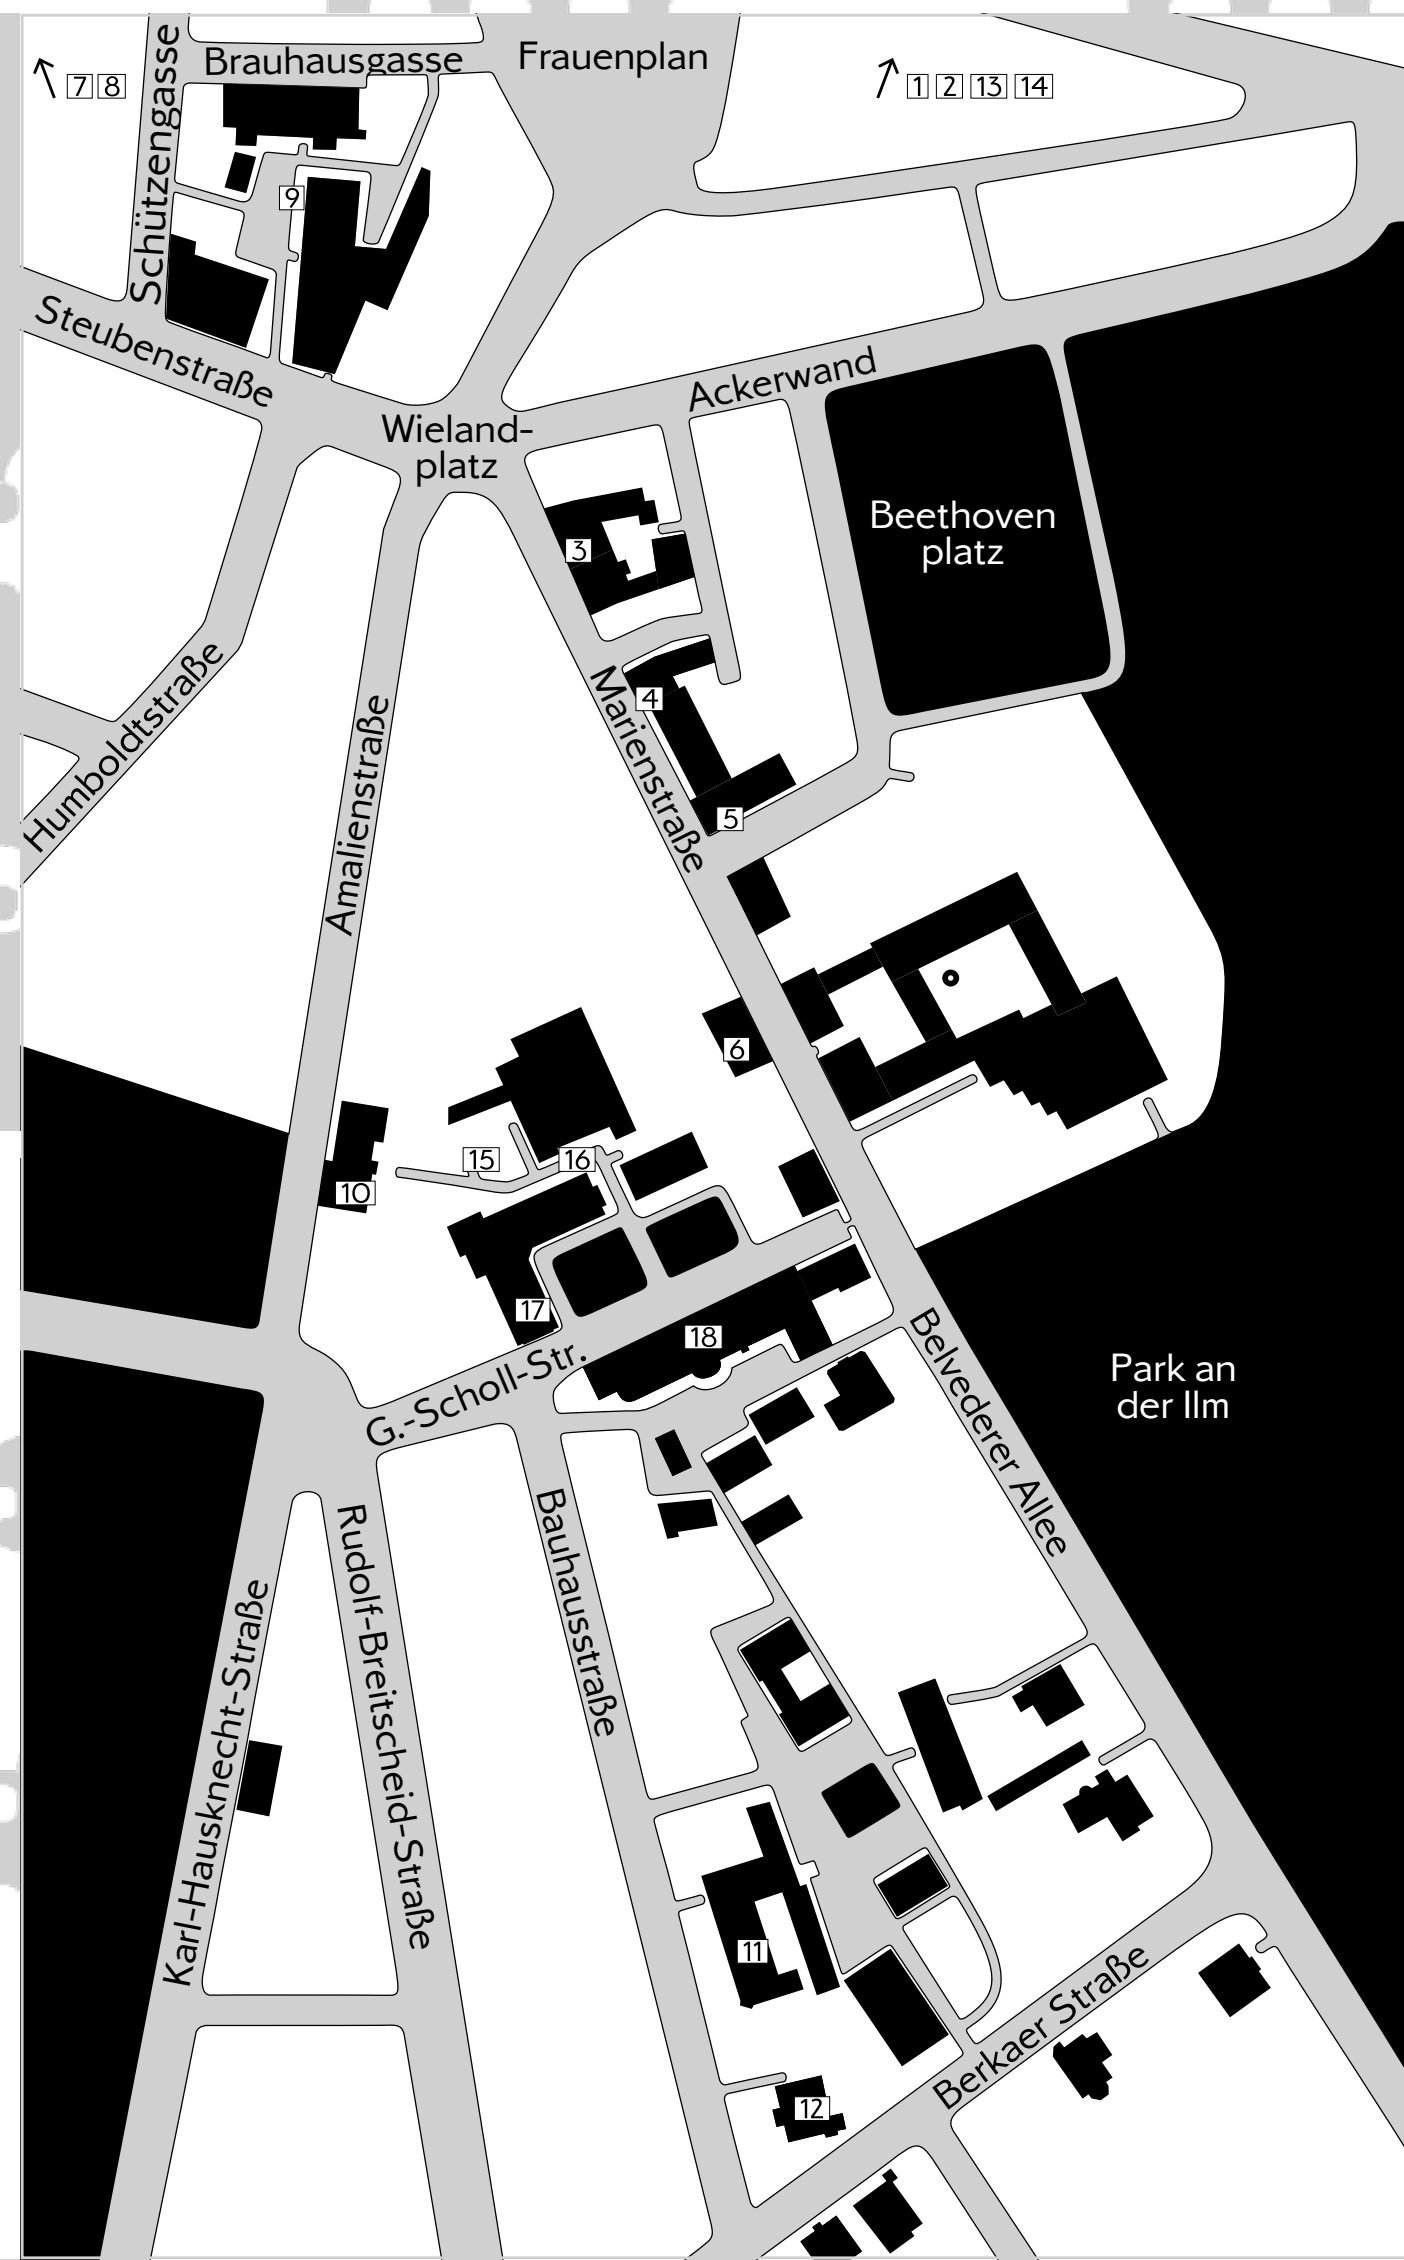 Brauhausgasse
Frauenplan
Schützengasse
7 8
1 2 13 14
9
Steubenstraße
Ackerwand
Wieland-
platz
Beethoven
platz
3
Humboldtstraße
4
Marienstraße
Amalienstraße
5
6
15
16
10
17
18
G.-Scholl-Str.
Belvederer Allee
Park an
der Ilm
Bauhausstraße
Rudolf-Breitscheid-Straße
Karl-Hausknecht-Straße
11
Berkaer Straße
12